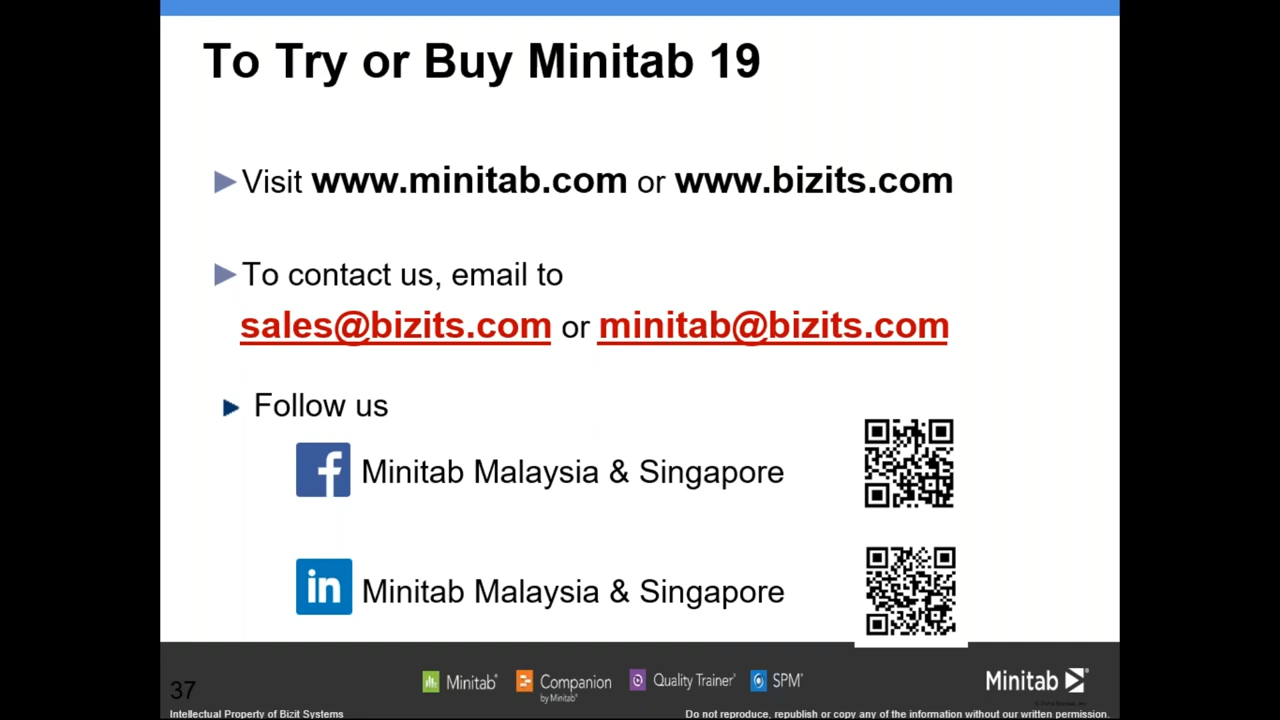 To Try or Buy Minitab 19
Visit www.minitab.com or www.bizits.com
To contact us, email to
sales@bizits.com or minitab@bizits.com
Follow us
Minitab Malaysia & Singapore
Minitab Malaysia & Singapore
37
Minitab®
Companion
by Minitab®
Quality Trainer®
SPM®
Minitab
Intellectual Property of Bizit Systems
Do not reproduce, republish or copy any of the information without our written permission.